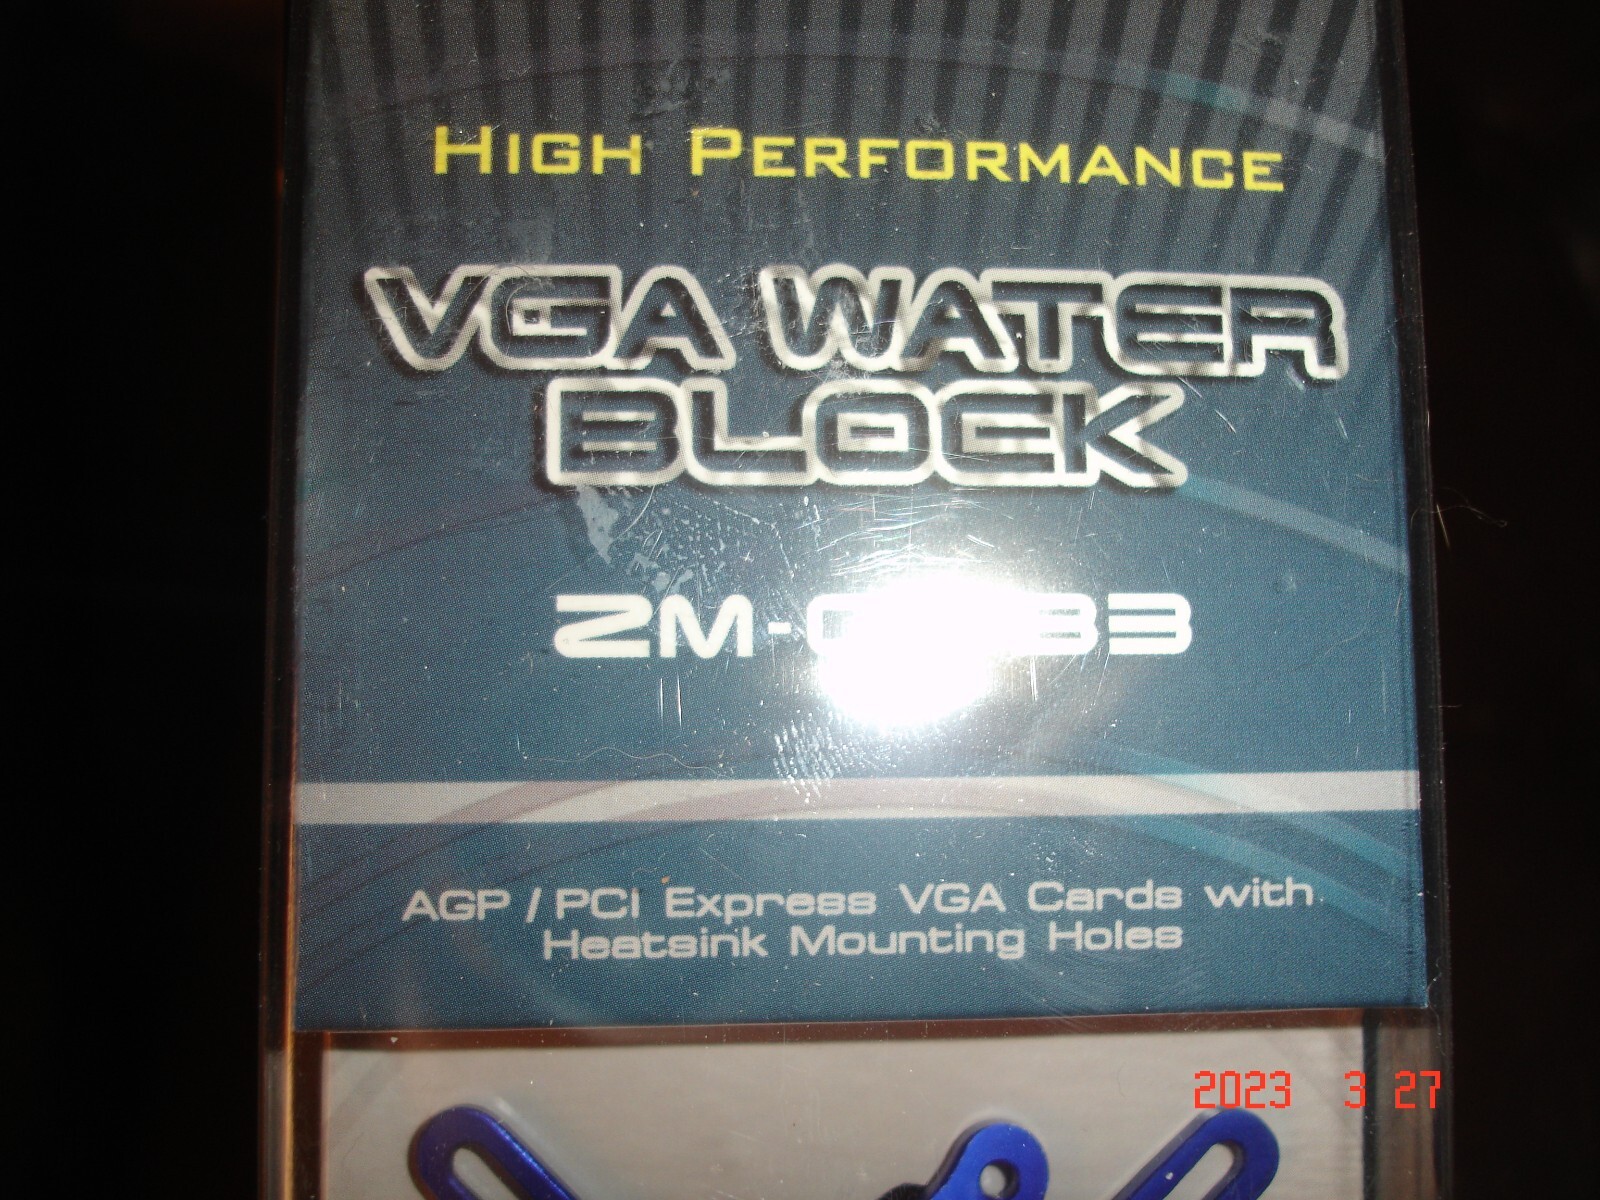 HIGH PERFORMANCE
VGA WATER
BLOCK
AGP / PCI Express VGA Cards with
Heatsink Mounting Holes
2023 3 27